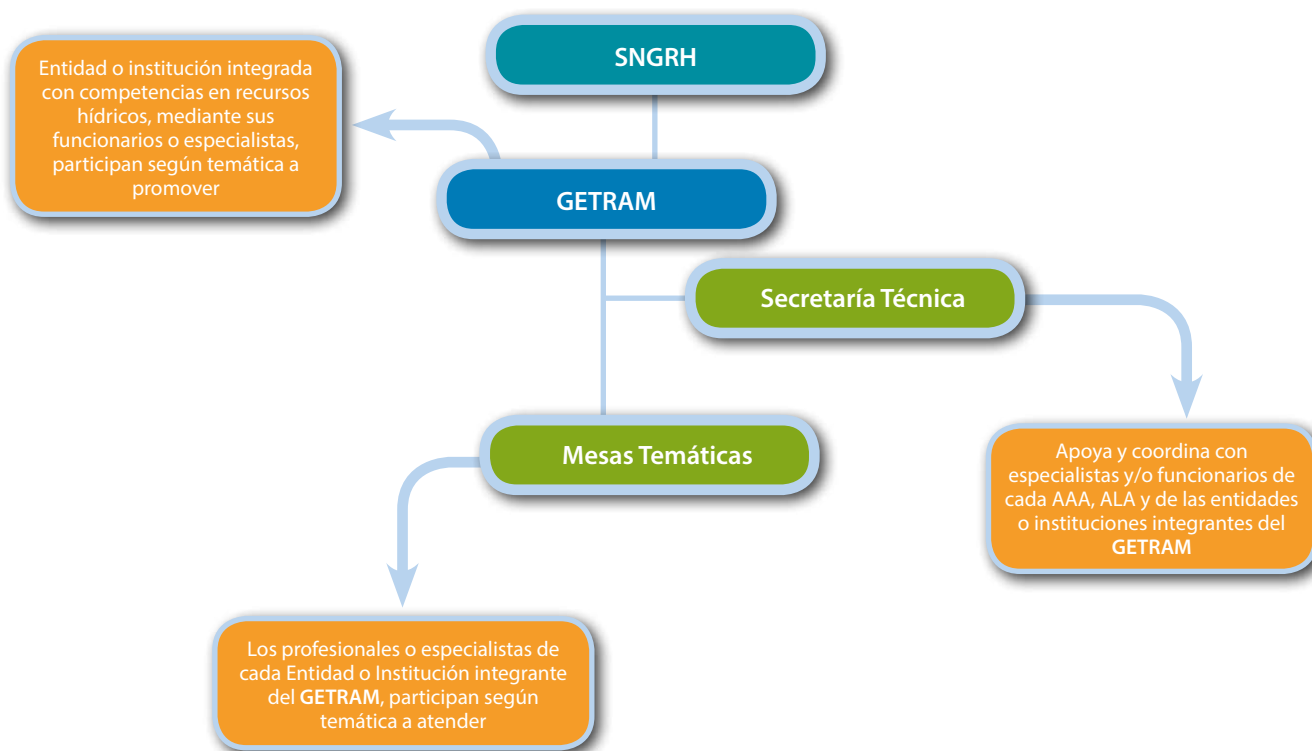 SNGRH
Entidad o institución integrada
con competencias en recursos
hídricos, mediante sus
funcionarios o especialistas,
participan según temática a
promover
GETRAM
Secretaría Técnica
Mesas Temáticas
Apoya y coordina con
especialistas y/o funcionarios de
cada AAA, ALA y de las entidades
o instituciones integrantes del
GETRAM
Los profesionales o especialistas de
cada Entidad o Institución integrante
del GETRAM, participan según
temática a atender